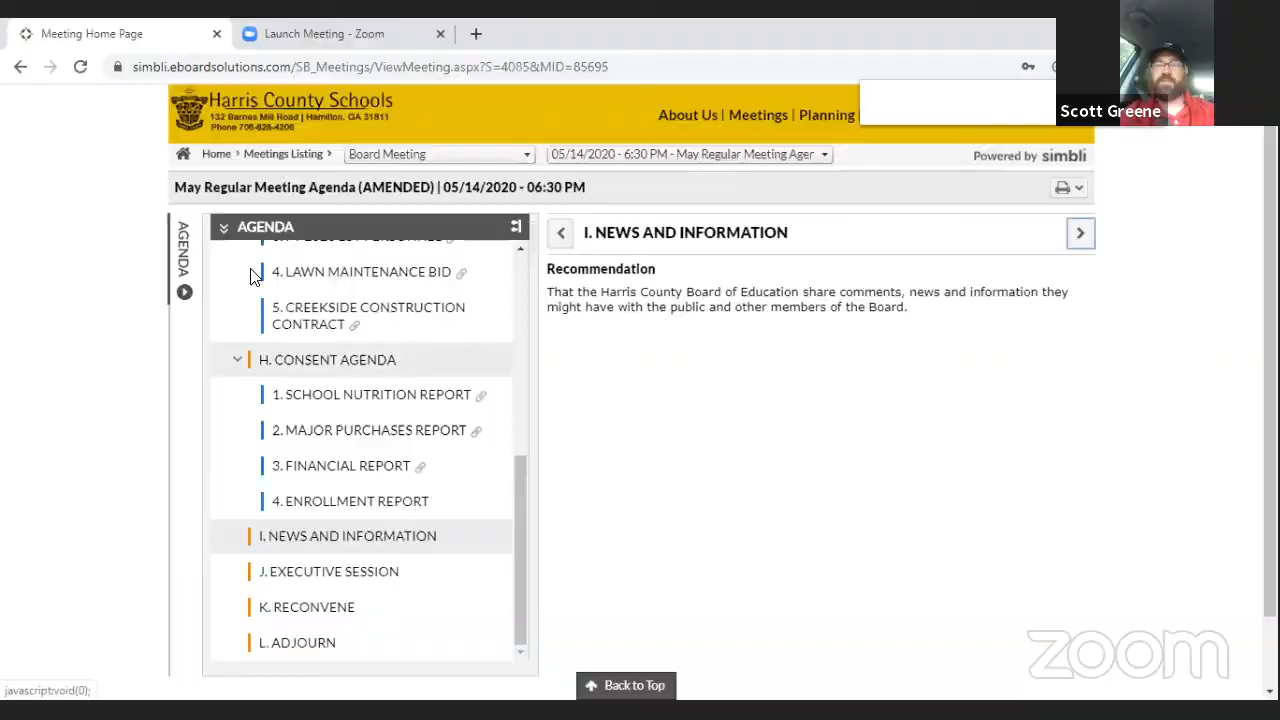 Meeting Home Page
Launch Meeting - Zoom
simbli.eboardsolutions.com/SB_Meetings/ViewMeeting.aspx?S=4085&MID=85695
Scott Greene
Harris County Schools
132 Barnes Mill Road | Hamilton, GA 31811
Phone 706-628-4206
About Us | Meetings | Planning
Home > Meetings Listing >
Board Meeting
05/14/2020 - 6:30 PM - May Regular Meeting Ager
Powered by simbli
May Regular Meeting Agenda (AMENDED) | 05/14/2020 - 06:30 PM
AGENDA
AGENDA
4. LAWN MAINTENANCE BID
5. CREEKSIDE CONSTRUCTION
CONTRACT
H. CONSENT AGENDA
1. SCHOOL NUTRITION REPORT
2. MAJOR PURCHASES REPORT
3. FINANCIAL REPORT
4. ENROLLMENT REPORT
I. NEWS AND INFORMATION
J. EXECUTIVE SESSION
K. RECONVENE
L. ADJOURN
I. NEWS AND INFORMATION
Recommendation
That the Harris County Board of Education share comments, news and information they
might have with the public and other members of the Board.
zoom
Back to Top
javascript:void(0);